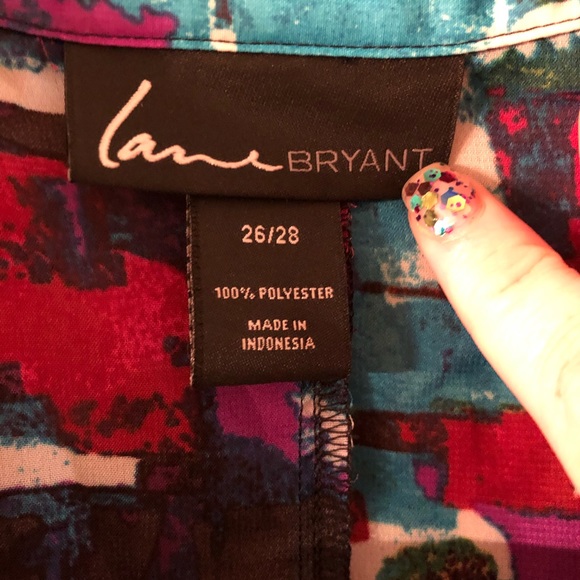 lane BRYANT
26/28
100% POLYESTER
MADE IN
INDONESIA